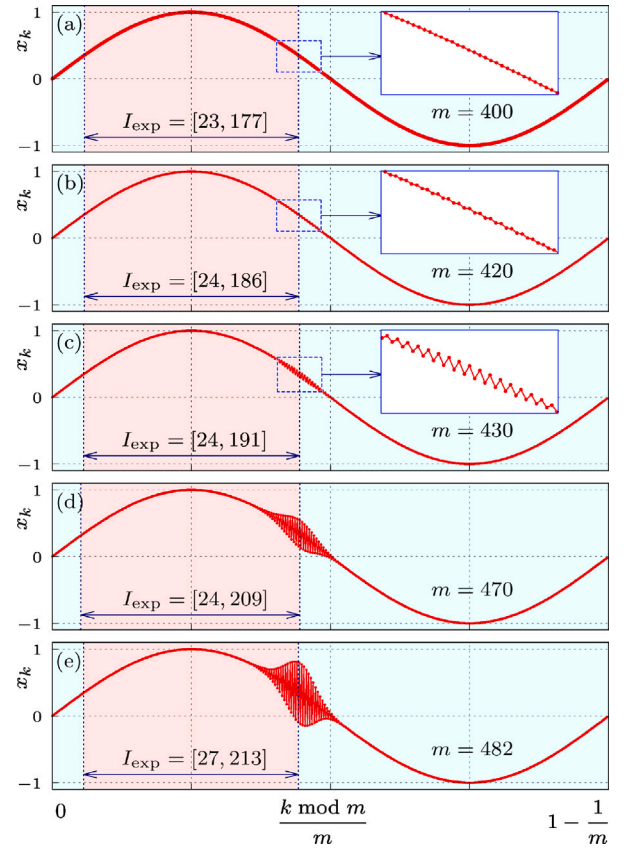 (a)
x_k
1
0
−1
I_exp = [23, 177]
m = 400
(b)
x_k
1
0
−1
I_exp = [24, 186]
m = 420
(c)
x_k
1
0
−1
I_exp = [24, 191]
m = 430
(d)
x_k
1
0
−1
I_exp = [24, 209]
m = 470
(e)
x_k
1
0
−1
I_exp = [27, 213]
m = 482
0
k mod m / m
1 − 1/m